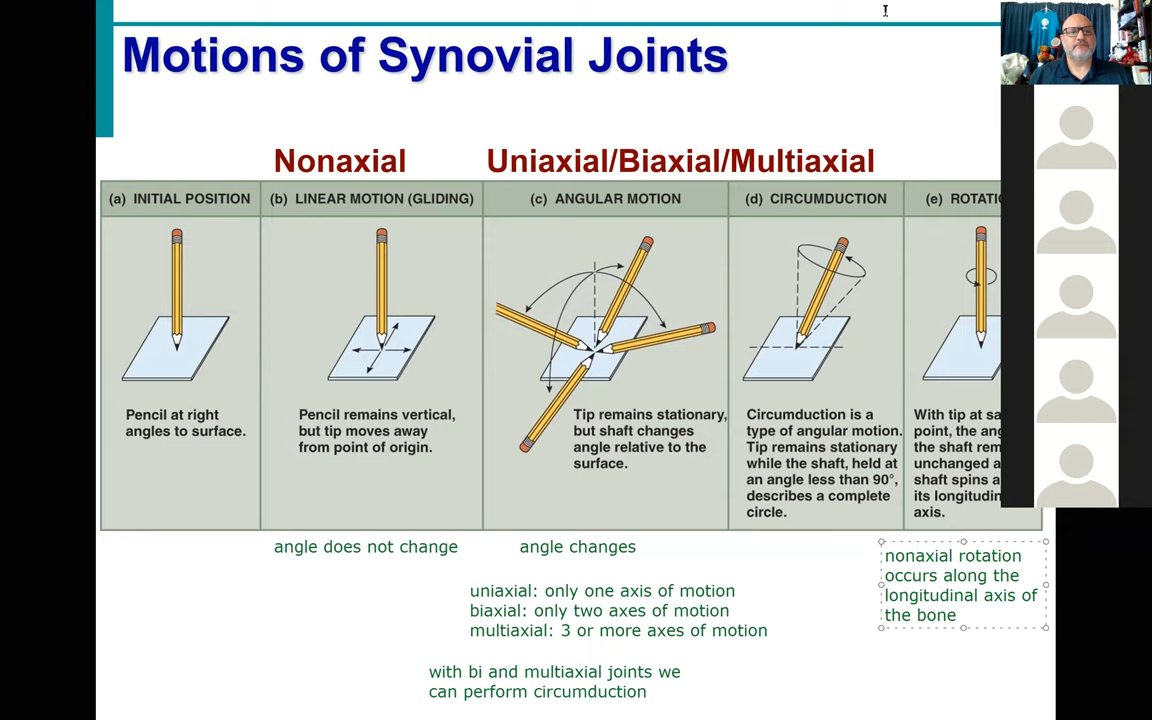 Motions of Synovial Joints
Nonaxial
Uniaxial/Biaxial/Multiaxial
(a) INITIAL POSITION
(b) LINEAR MOTION (GLIDING)
(c) ANGULAR MOTION
(d) CIRCUMDUCTION
(e)
Pencil at right
angles to surface.
Pencil remains vertical,
but tip moves away
from point of origin.
Tip remains stationary,
but shaft changes
angle relative to the
surface.
Circumduction is a
type of angular motion.
Tip remains stationary
while the shaft, held at
an angle less than 90°,
describes a complete
circle.
With tip at
point, the
the shaft
unchanged
shaft spins
its
axis.
angle does not change
angle changes
uniaxial: only one axis of motion
biaxial: only two axes of motion
multiaxial: 3 or more axes of motion
with bi and multiaxial joints we
can perform circumduction
nonaxial rotation
occurs along the
longitudinal axis of
the bone